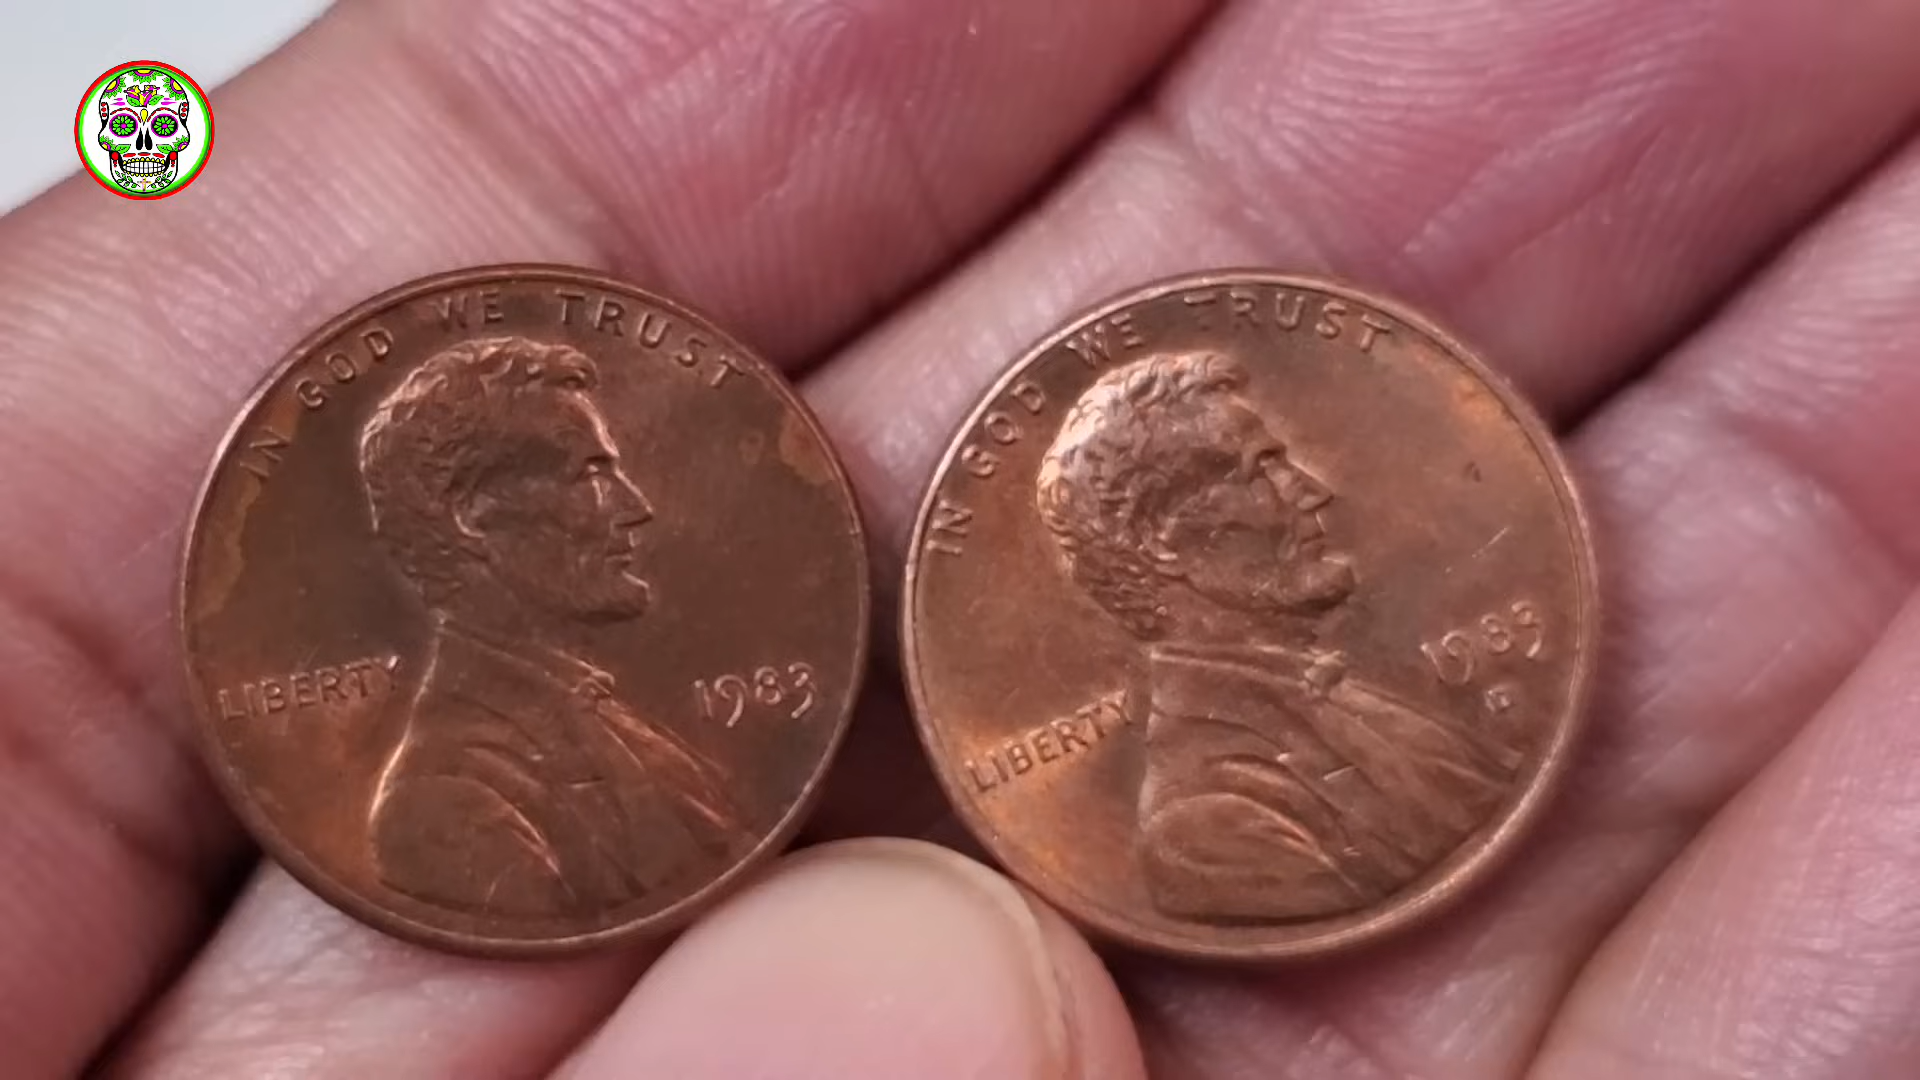 IN GOD WE TRUST
LIBERTY
1983
IN GOD WE TRUST
LIBERTY
1983
D